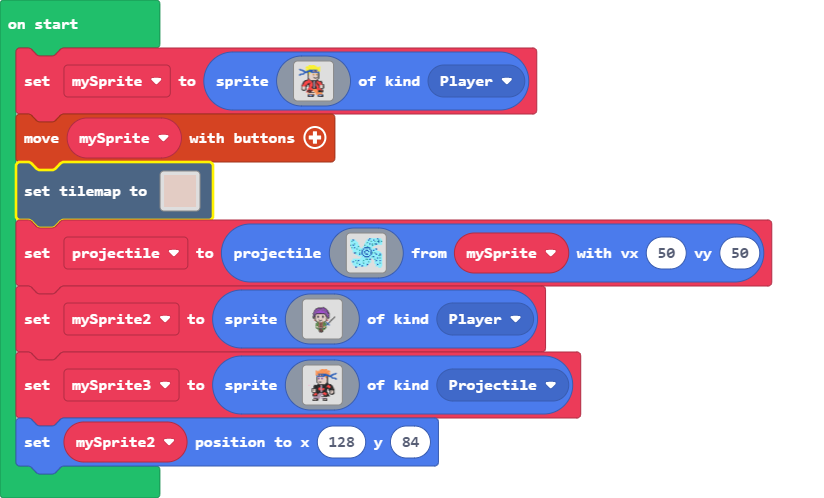 on start
set mySprite to sprite of kind Player
move mySprite with buttons
set tilemap to
set projectile to projectile from mySprite with vx 50 vy 50
set mySprite2 to sprite of kind Player
set mySprite3 to sprite of kind Projectile
set mySprite2 position to x 128 y 84